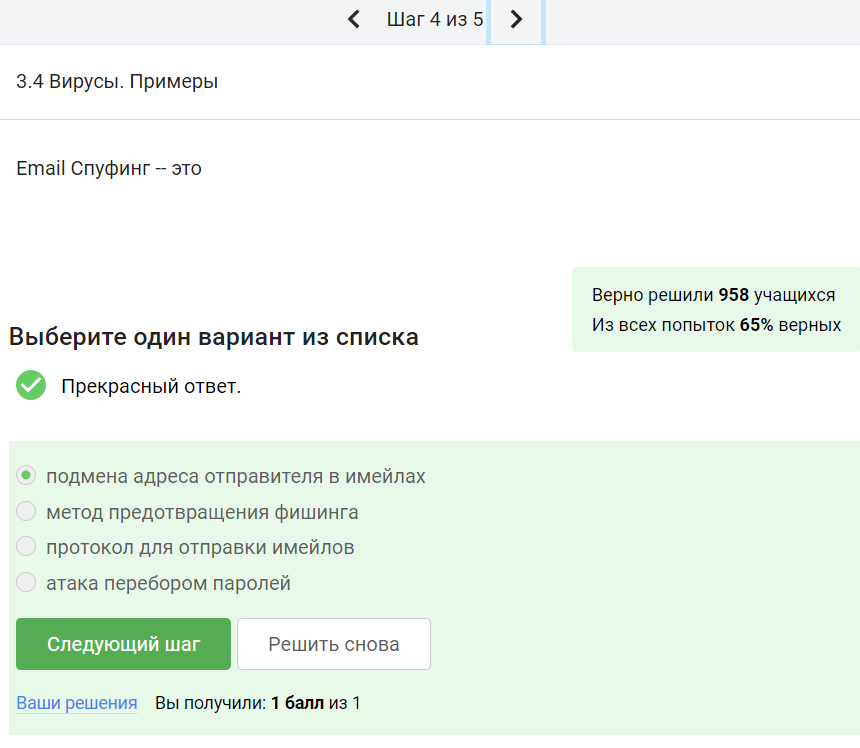 Шаг 4 из 5
3.4 Вирусы. Примеры
Email Спуфинг -- это
Верно решили 958 учащихся
Из всех попыток 65% верных
Выберите один вариант из списка
Прекрасный ответ.
подмена адреса отправителя в имейлах
метод предотвращения фишинга
протокол для отправки имейлов
атака перебором паролей
Следующий шаг
Решить снова
Ваши решения Вы получили: 1 балл из 1